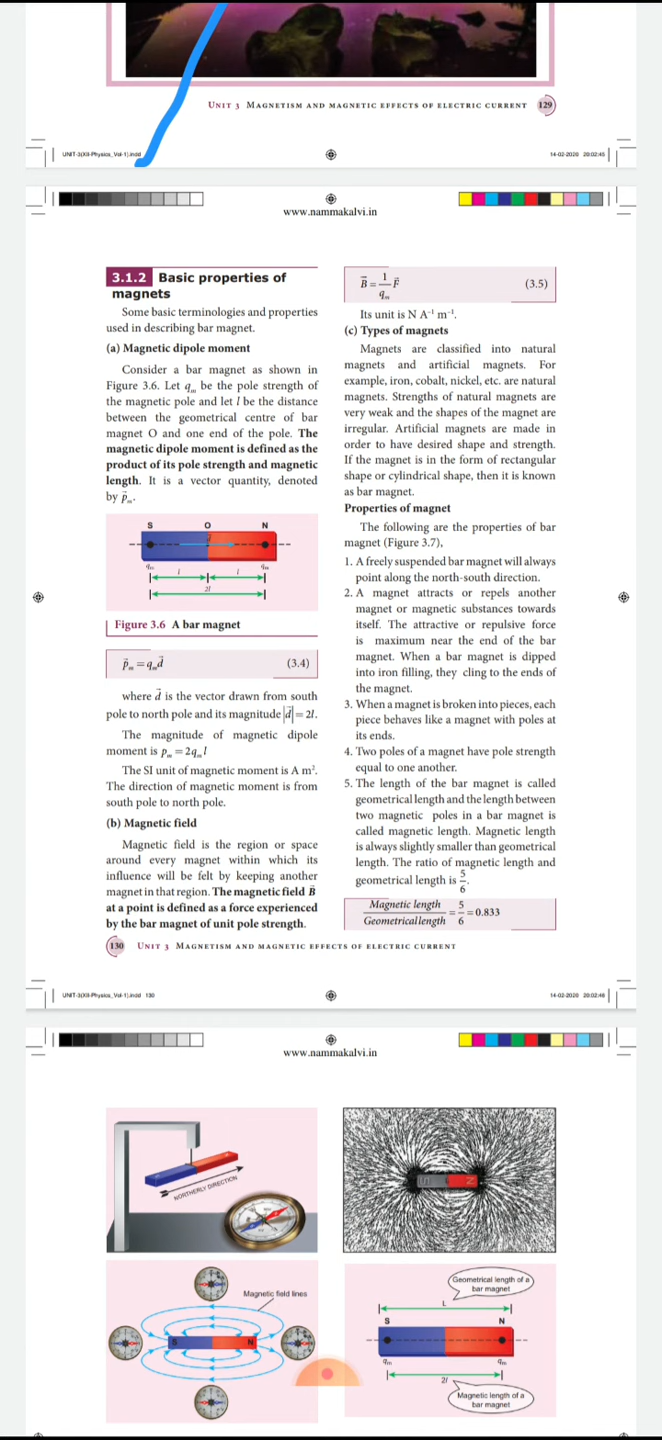 UNIT 3 MAGNETISM AND MAGNETIC EFFECTS OF ELECTRIC CURRENT 129
UNIT-3(XII-Physics_Vol-1).indd
14-02-2020 20:02:45
www.nammakalvi.in
3.1.2 Basic properties of
magnets
Some basic terminologies and properties
used in describing bar magnet.
(a) Magnetic dipole moment
Consider a bar magnet as shown in
Figure 3.6. Let qₘ be the pole strength of
the magnetic pole and let l be the distance
between the geometrical centre of bar
magnet O and one end of the pole. The
magnetic dipole moment is defined as the
product of its pole strength and magnetic
length. It is a vector quantity, denoted
by p⃗ₘ.
S O N
qₘ qₘ
l l
2l
Figure 3.6 A bar magnet
p⃗ₘ = qₘd⃗ (3.4)
where d⃗ is the vector drawn from south
pole to north pole and its magnitude |d⃗| = 2l.
The magnitude of magnetic dipole
moment is pₘ = 2qₘl
The SI unit of magnetic moment is A m².
The direction of magnetic moment is from
south pole to north pole.
(b) Magnetic field
Magnetic field is the region or space
around every magnet within which its
influence will be felt by keeping another
magnet in that region. The magnetic field B⃗
at a point is defined as a force experienced
by the bar magnet of unit pole strength.
B⃗ = 1/qₘ F⃗ (3.5)
Its unit is N A⁻¹ m⁻¹.
(c) Types of magnets
Magnets are classified into natural
magnets and artificial magnets. For
example, iron, cobalt, nickel, etc. are natural
magnets. Strengths of natural magnets are
very weak and the shapes of the magnet are
irregular. Artificial magnets are made in
order to have desired shape and strength.
If the magnet is in the form of rectangular
shape or cylindrical shape, then it is known
as bar magnet.
Properties of magnet
The following are the properties of bar
magnet (Figure 3.7),
1. A freely suspended bar magnet will always
point along the north-south direction.
2. A magnet attracts or repels another
magnet or magnetic substances towards
itself. The attractive or repulsive force
is maximum near the end of the bar
magnet. When a bar magnet is dipped
into iron filling, they cling to the ends of
the magnet.
3. When a magnet is broken into pieces, each
piece behaves like a magnet with poles at
its ends.
4. Two poles of a magnet have pole strength
equal to one another.
5. The length of the bar magnet is called
geometrical length and the length between
two magnetic poles in a bar magnet is
called magnetic length. Magnetic length
is always slightly smaller than geometrical
length. The ratio of magnetic length and
geometrical length is 5/6.
Magnetic length / Geometrical length = 5/6 = 0.833
130 UNIT 3 MAGNETISM AND MAGNETIC EFFECTS OF ELECTRIC CURRENT
UNIT-3(XII-Physics_Vol-1).indd 130
14-02-2020 20:02:46
www.nammakalvi.in
NORTHERLY DIRECTION
N
Magnetic field lines
S N
Geometrical length of a
bar magnet
L
S N
qₘ qₘ
2l
Magnetic length of a
bar magnet